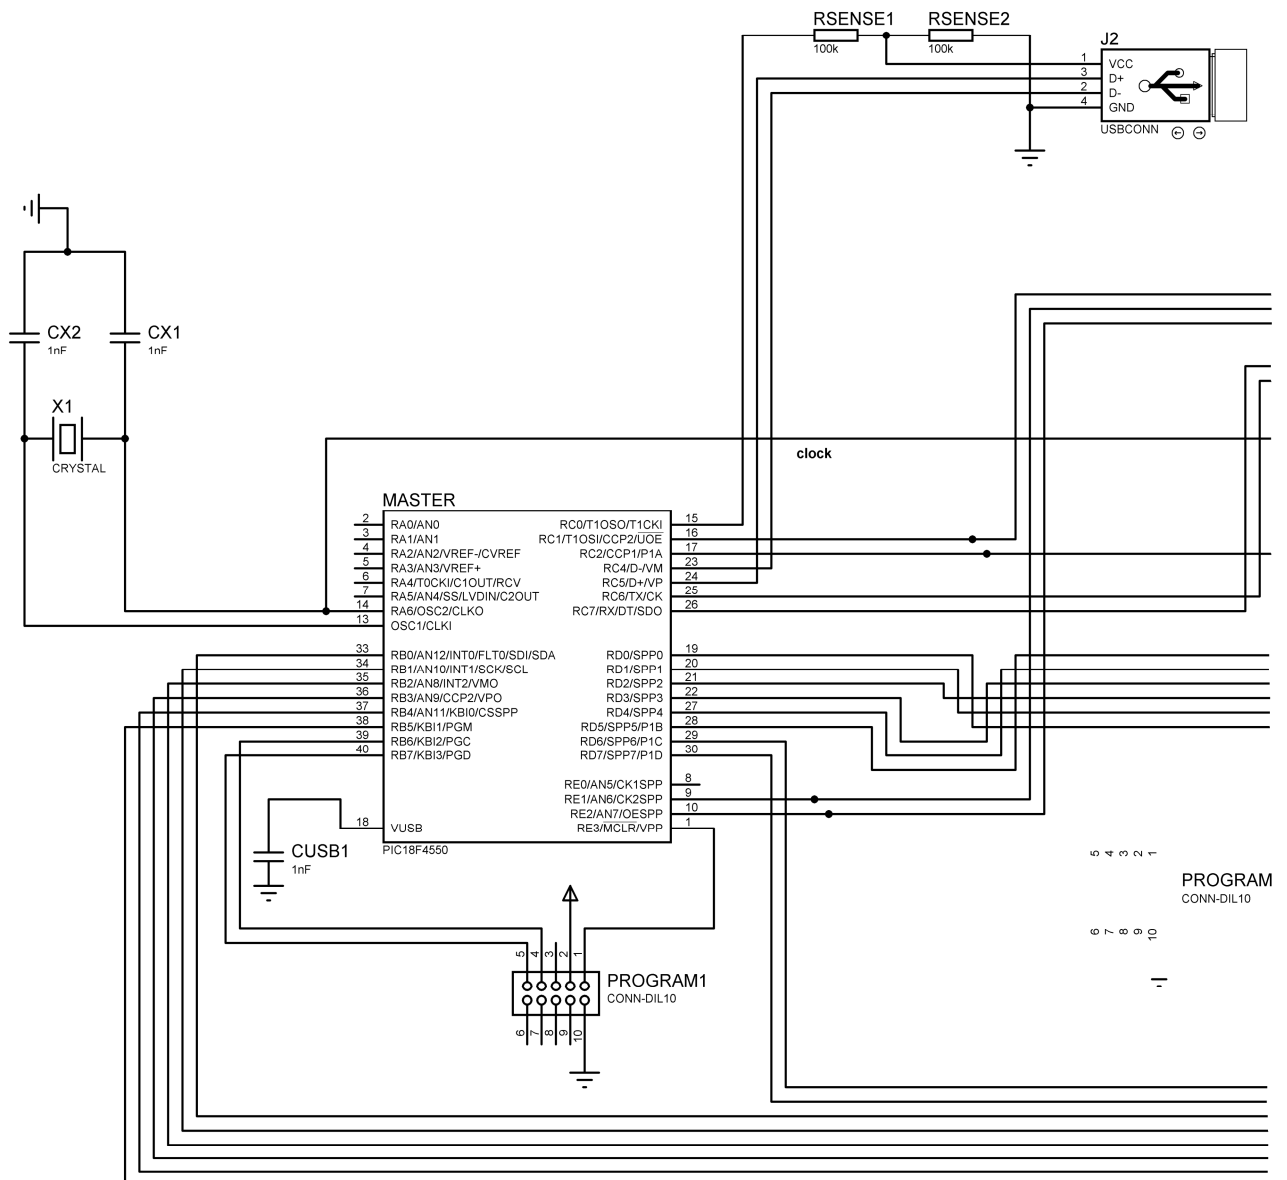 RSENSE1
100k
RSENSE2
100k
J2
1 VCC
3 D+
2 D-
4 GND
USBCONN
CX2
1nF
CX1
1nF
X1
CRYSTAL
clock
MASTER
2 RA0/AN0
3 RA1/AN1
4 RA2/AN2/VREF-/CVREF
5 RA3/AN3/VREF+
6 RA4/T0CKI/C1OUT/RCV
7 RA5/AN4/SS/LVDIN/C2OUT
14 RA6/OSC2/CLKO
13 OSC1/CLKI
33 RB0/AN12/INT0/FLT0/SDI/SDA
34 RB1/AN10/INT1/SCK/SCL
35 RB2/AN8/INT2/VMO
36 RB3/AN9/CCP2/VPO
37 RB4/AN11/KBI0/CSSPP
38 RB5/KBI1/PGM
39 RB6/KBI2/PGC
40 RB7/KBI3/PGD
18 VUSB
RC0/T1OSO/T1CKI 15
RC1/T1OSI/CCP2/UOE 16
RC2/CCP1/P1A 17
RC4/D-/VM 23
RC5/D+/VP 24
RC6/TX/CK 25
RC7/RX/DT/SDO 26
RD0/SPP0 19
RD1/SPP1 20
RD2/SPP2 21
RD3/SPP3 22
RD4/SPP4 27
RD5/SPP5/P1B 28
RD6/SPP6/P1C 29
RD7/SPP7/P1D 30
RE0/AN5/CK1SPP 8
RE1/AN6/CK2SPP 9
RE2/AN7/OESPP 10
RE3/MCLR/VPP 1
PIC18F4550
CUSB1
1nF
5 4 3 2 1
PROGRAM1
CONN-DIL10
6 7 8 9 10
5 4 3 2 1
PROGRAM
CONN-DIL10
6 7 8 9 10